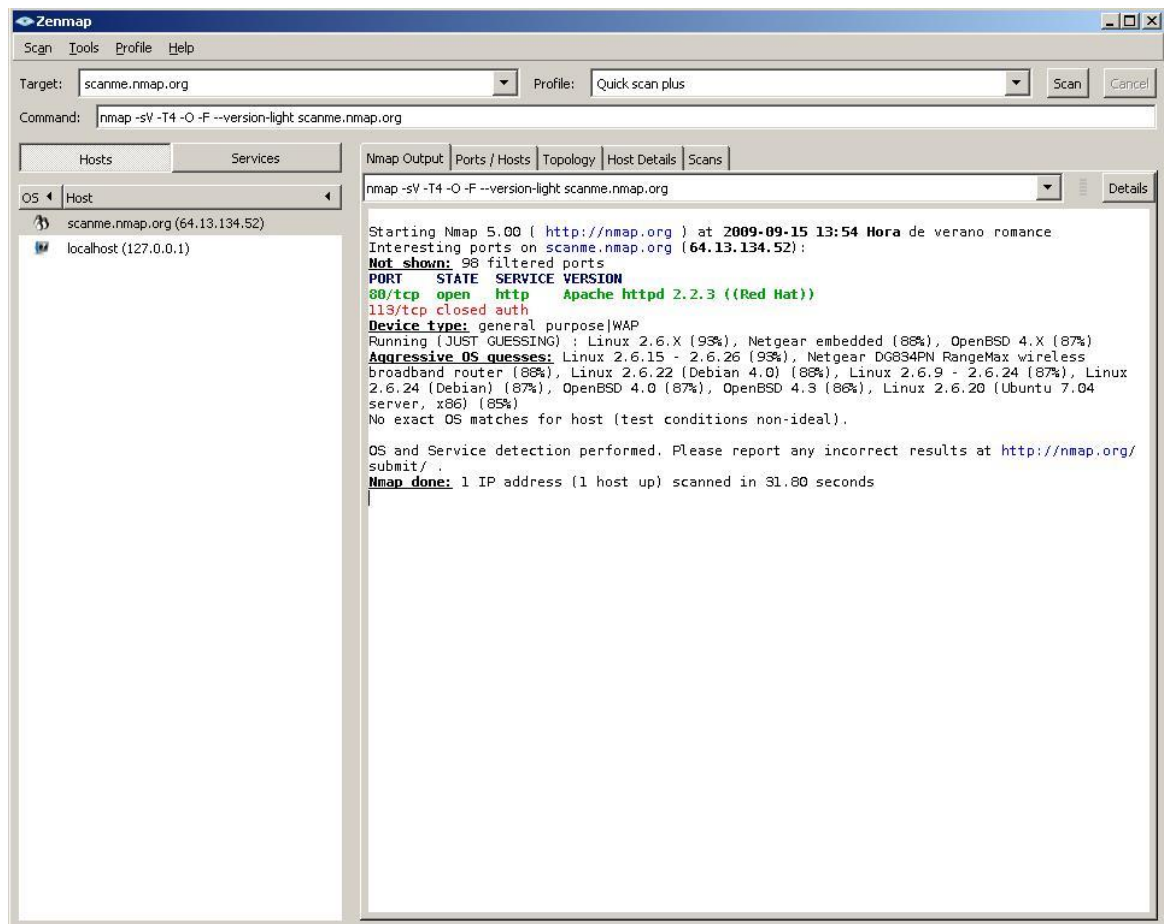 Zenmap
Scan Tools Profile Help
Target: scanme.nmap.org Profile: Quick scan plus Scan Cancel
Command: nmap -sV -T4 -O -F --version-light scanme.nmap.org
Hosts Services
Nmap Output Ports / Hosts Topology Host Details Scans
OS Host
nmap -sV -T4 -O -F --version-light scanme.nmap.org Details
scanme.nmap.org (64.13.134.52)
localhost (127.0.0.1)
Starting Nmap 5.00 ( http://nmap.org ) at 2009-09-15 13:54 Hora de verano romance
Interesting ports on scanme.nmap.org (64.13.134.52):
Not shown: 98 filtered ports
PORT STATE SERVICE VERSION
80/tcp open http Apache httpd 2.2.3 ((Red Hat))
113/tcp closed auth
Device type: general purpose|WAP
Running (JUST GUESSING) : Linux 2.6.X (93%), Netgear embedded (88%), OpenBSD 4.X (87%)
Aggressive OS guesses: Linux 2.6.15 - 2.6.26 (93%), Netgear DG834PN RangeMax wireless
broadband router (88%), Linux 2.6.22 (Debian 4.0) (88%), Linux 2.6.9 - 2.6.24 (87%), Linux
2.6.24 (Debian) (87%), OpenBSD 4.0 (87%), OpenBSD 4.3 (86%), Linux 2.6.20 (Ubuntu 7.04
server, x86) (85%)
No exact OS matches for host (test conditions non-ideal).
OS and Service detection performed. Please report any incorrect results at http://nmap.org/
submit/ .
Nmap done: 1 IP address (1 host up) scanned in 31.80 seconds